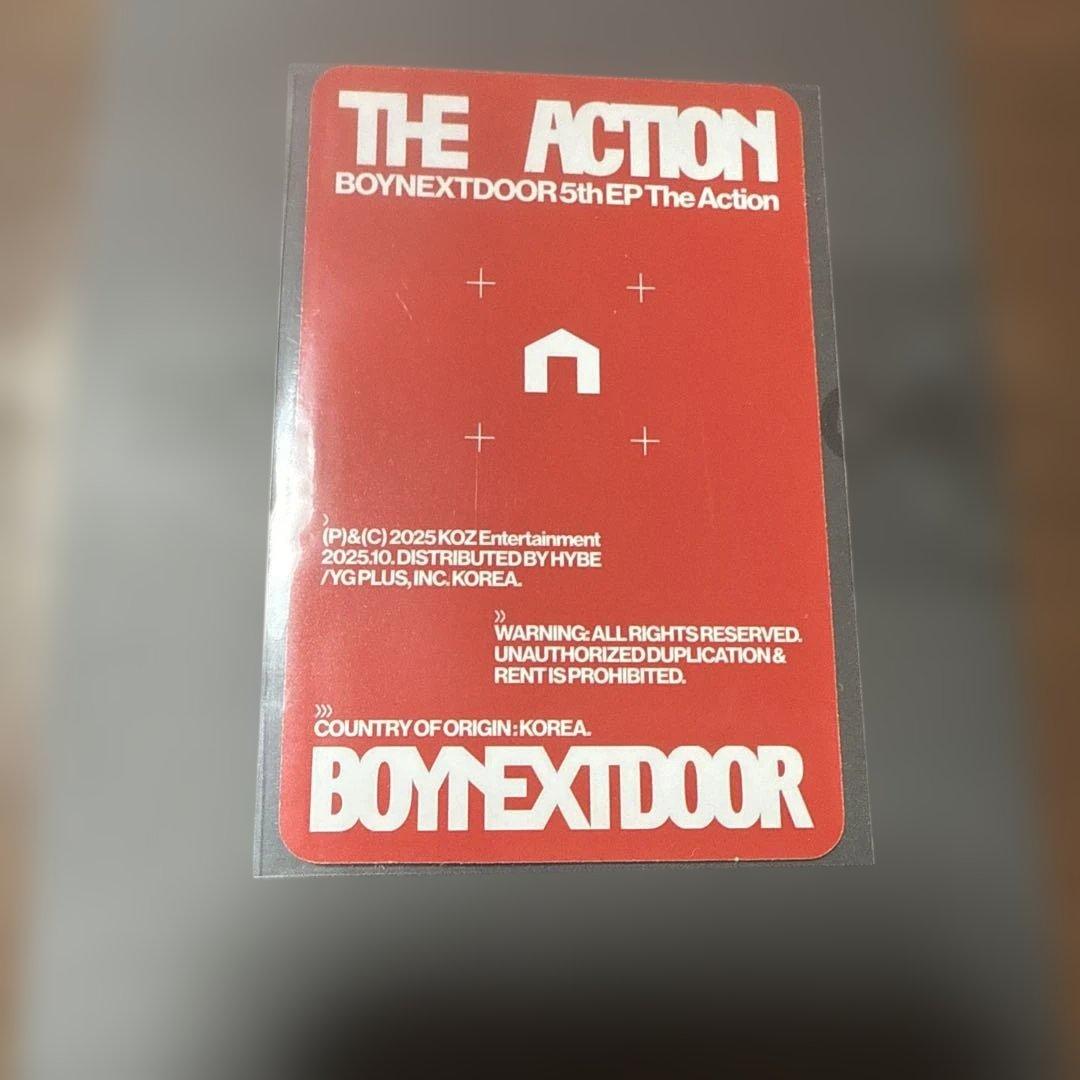 THE ACTION
BOYNEXTDOOR 5th EP The Action
(P)&(C) 2025 KOZ Entertainment
2025.10. DISTRIBUTED BY HYBE
/YG PLUS, INC. KOREA.
WARNING: ALL RIGHTS RESERVED.
UNAUTHORIZED DUPLICATION &
RENT IS PROHIBITED.
COUNTRY OF ORIGIN : KOREA.
BOYNEXTDOOR